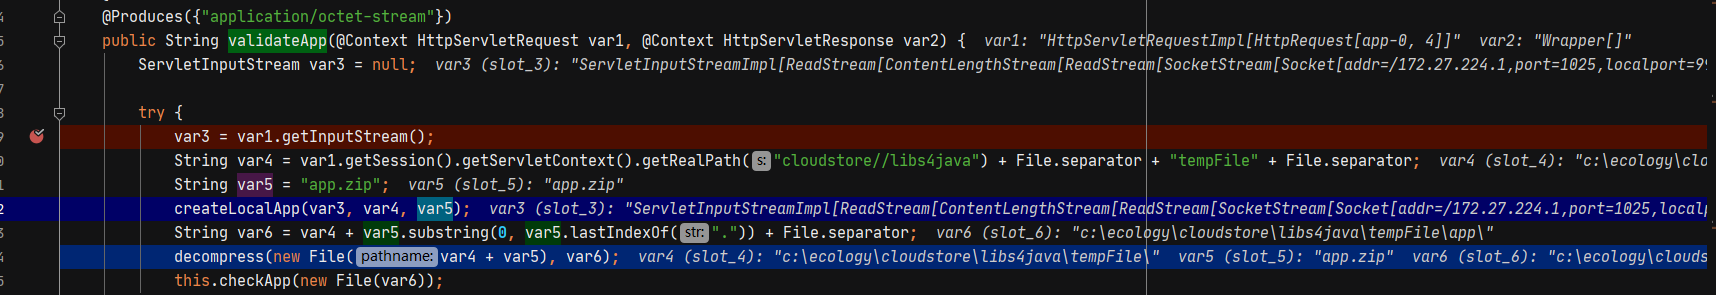 4 @Produces({"application/octet-stream"})
5 public String validateApp(@Context HttpServletRequest var1, @Context HttpServletResponse var2) { var1: "HttpServletRequestImpl[HttpRequest[app-0, 4]]" var2: "Wrapper[]"
6 ServletInputStream var3 = null; var3 (slot_3): "ServletInputStreamImpl[ReadStream[ContentLengthStream[ReadStream[SocketStream[Socket[addr=/172.27.224.1,port=1025,localport=99
7
8 try {
9 var3 = var1.getInputStream();
0 String var4 = var1.getSession().getServletContext().getRealPath( s: "cloudstore//libs4java") + File.separator + "tempFile" + File.separator; var4 (slot_4): "c:\ecology\clo
1 String var5 = "app.zip"; var5 (slot_5): "app.zip"
2 createLocalApp(var3, var4, var5); var3 (slot_3): "ServletInputStreamImpl[ReadStream[ContentLengthStream[ReadStream[SocketStream[Socket[addr=/172.27.224.1,port=1025,localp
3 String var6 = var4 + var5.substring(0, var5.lastIndexOf( str: ".")) + File.separator; var6 (slot_6): "c:\ecology\cloudstore\libs4java\tempFile\app\"
4 decompress(new File( pathname: var4 + var5), var6); var4 (slot_4): "c:\ecology\cloudstore\libs4java\tempFile\" var5 (slot_5): "app.zip" var6 (slot_6): "c:\ecology\clouds
5 this.checkApp(new File(var6));